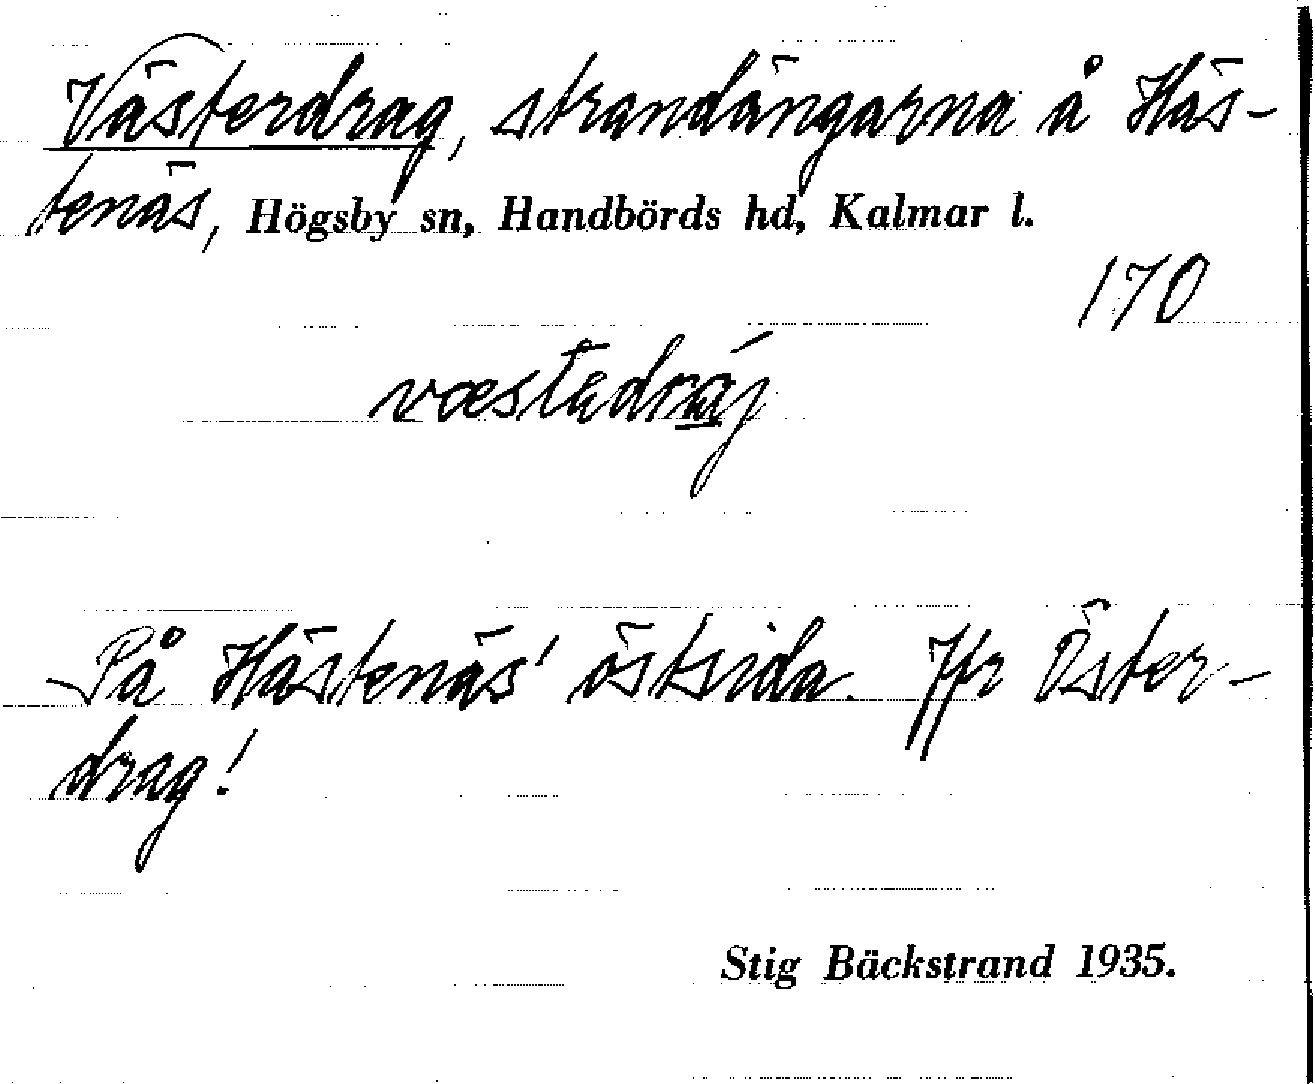 Västerdrag, strandängarna å Häs-
tenäs, Högsby sn, Handbörds hd, Kalmar l.
170
væstadráj
På Hästenäs' östsida. Jfr Öster-
drag!
Stig Bäckstrand 1935.